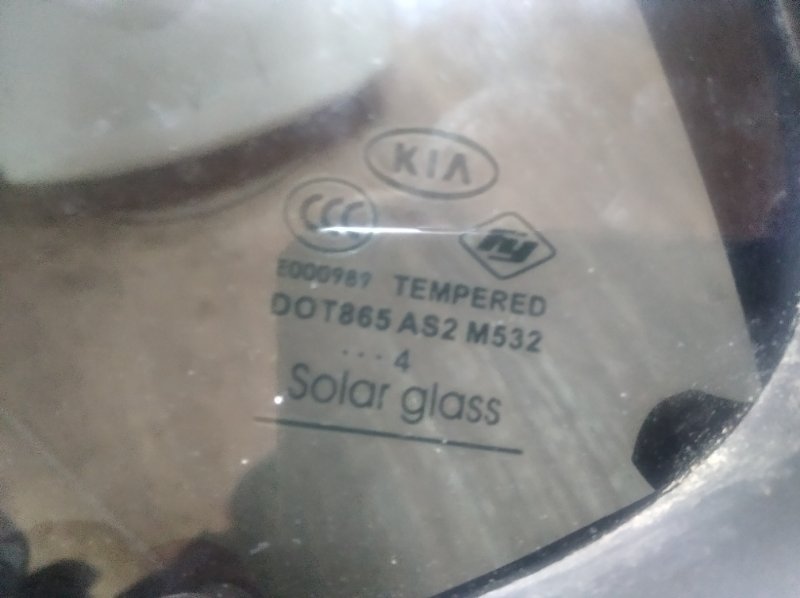 KIA
CCC
E000989 TEMPERED
DOT865 AS2 M532
... 4
Solar glass